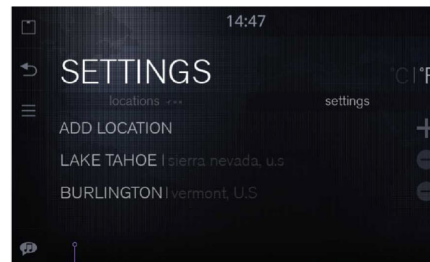 14:47
SETTINGS
°C|°F
locations
settings
ADD LOCATION
LAKE TAHOE | sierra nevada, u.s
BURLINGTON | vermont, U.S